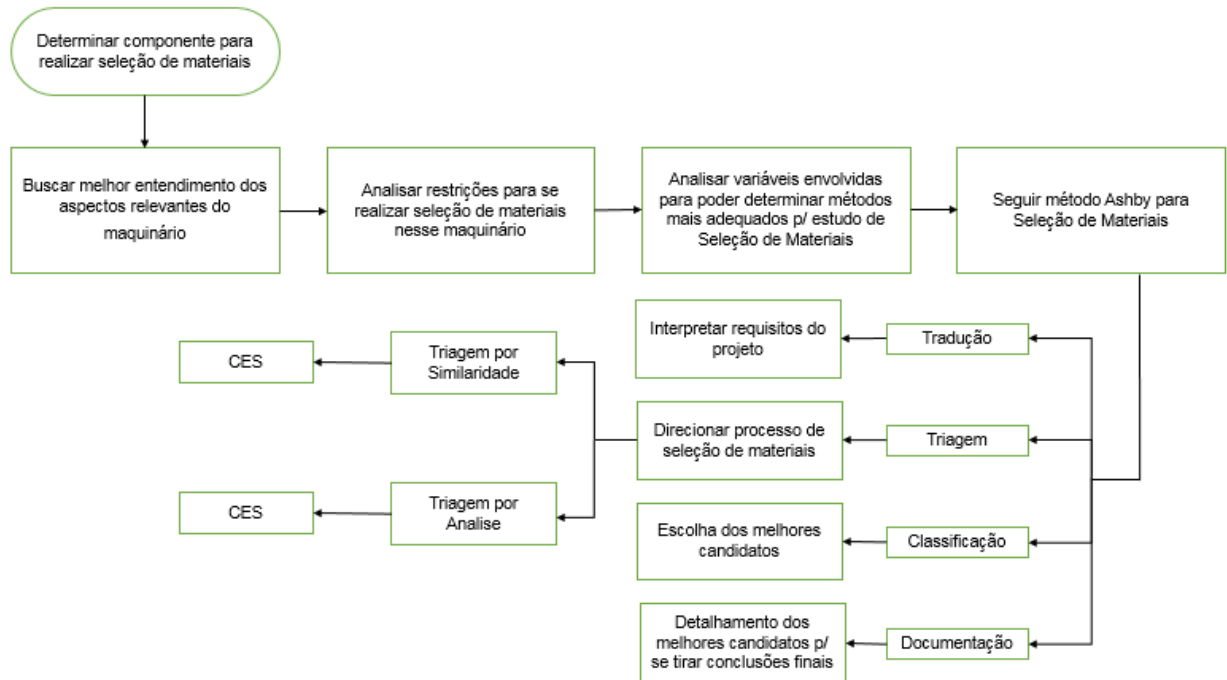 Determinar componente para
realizar seleção de materiais
Buscar melhor entendimento dos
aspectos relevantes do
maquinário
Analisar restrições para se
realizar seleção de materiais
nesse maquinário
Analisar variáveis envolvidas
para poder determinar métodos
mais adequados p/ estudo de
Seleção de Materiais
Seguir método Ashby para
Seleção de Materiais
Tradução
Interpretar requisitos do
projeto
Triagem
Direcionar processo de
seleção de materiais
Triagem por
Similaridade
CES
Triagem por
Analise
CES
Classificação
Escolha dos melhores
candidatos
Documentação
Detalhamento dos
melhores candidatos p/
se tirar conclusões finais